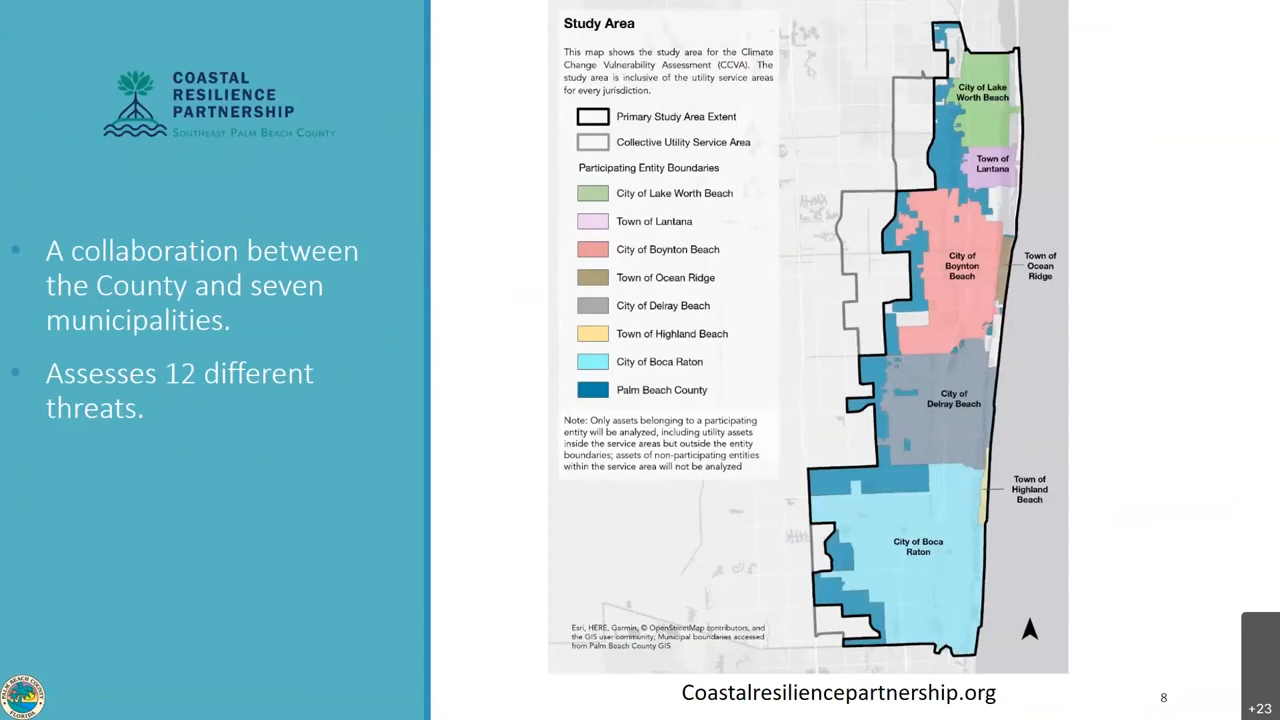 COASTAL
RESILIENCE
PARTNERSHIP
SOUTHEAST PALM BEACH COUNTY
• A collaboration between
the County and seven
municipalities.
• Assesses 12 different
threats.
Study Area
This map shows the study area for the Climate
Change Vulnerability Assessment (CCVA). The
study area is inclusive of the utility service areas
for every jurisdiction.
Primary Study Area Extent
Collective Utility Service Area
Participating Entity Boundaries
City of Lake Worth Beach
Town of Lantana
City of Boynton Beach
Town of Ocean Ridge
City of Delray Beach
Town of Highland Beach
City of Boca Raton
Palm Beach County
Note: Only assets belonging to a participating
entity will be analyzed, including utility assets
inside the service areas but outside the entity
boundaries; assets of non-participating entities
within the service area will not be analyzed
Esri, HERE, Garmin, © OpenStreetMap contributors, and
the GIS user community; Municipal boundaries accessed
from Palm Beach County GIS
City of Lake
Worth Beach
Town of
Lantana
City of
Boynton
Beach
Town of
Ocean
Ridge
City of
Delray Beach
Town of
Highland
Beach
City of Boca
Raton
Coastalresiliencepartnership.org
8
PALM BEACH COUNTY
FLORIDA
+23